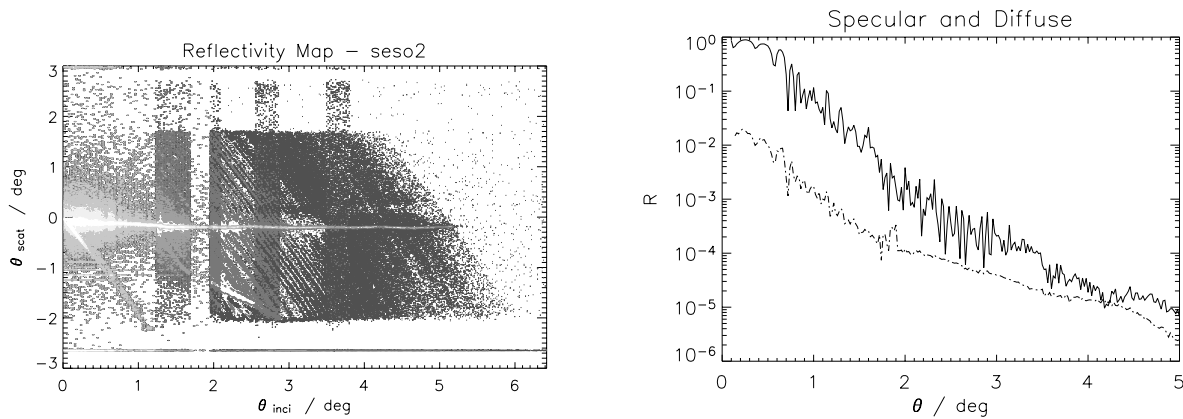 Reflectivity Map – seso2
3
2
1
0
−1
−2
−3
θ scat / deg
0 1 2 3 4 5 6
θ inci / deg
Specular and Diffuse
10^0
10^-1
10^-2
10^-3
10^-4
10^-5
10^-6
R
0 1 2 3 4 5
θ / deg